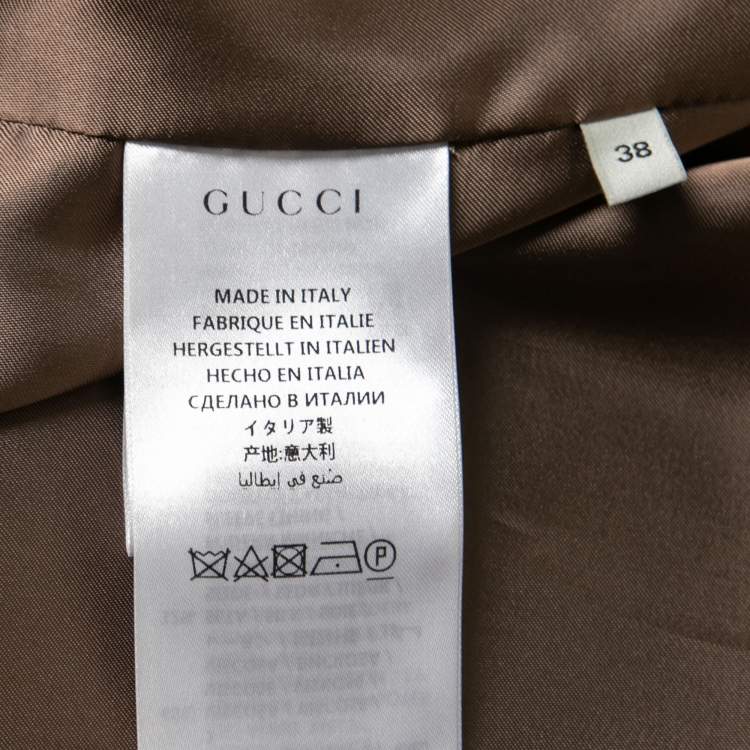 GUCCI
38
MADE IN ITALY
FABRIQUE EN ITALIE
HERGESTELLT IN ITALIEN
HECHO EN ITALIA
СДЕЛАНО В ИТАЛИИ
イタリア製
产地:意大利
صنع في إيطاليا
P